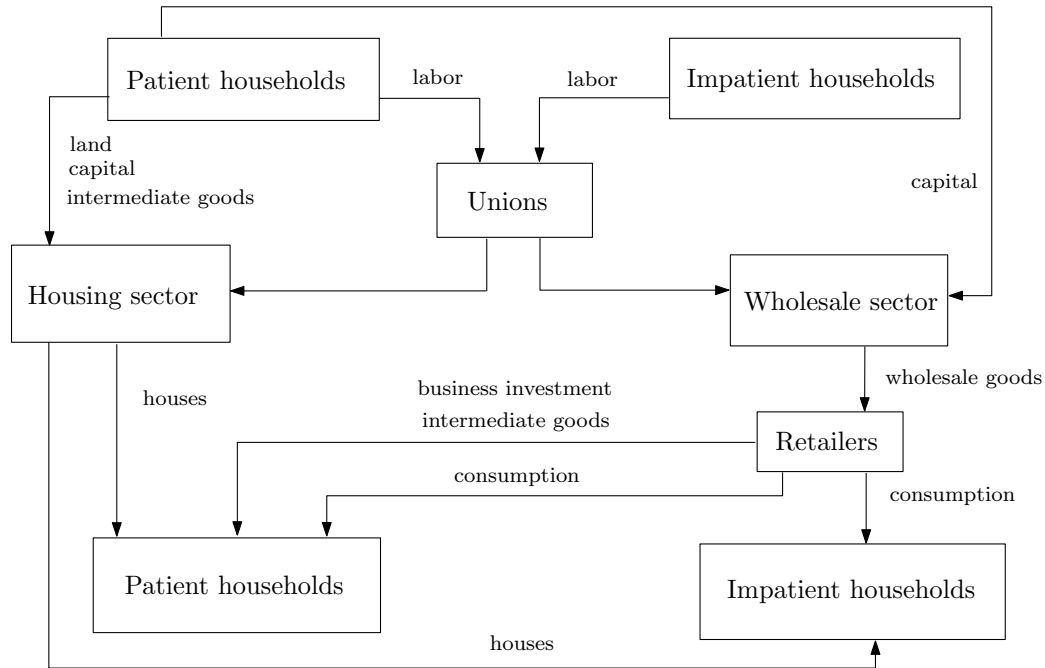 Patient households
labor
labor
Impatient households
land
capital
intermediate goods
Unions
capital
Housing sector
Wholesale sector
wholesale goods
houses
business investment
intermediate goods
Retailers
consumption
consumption
Patient households
Impatient households
houses